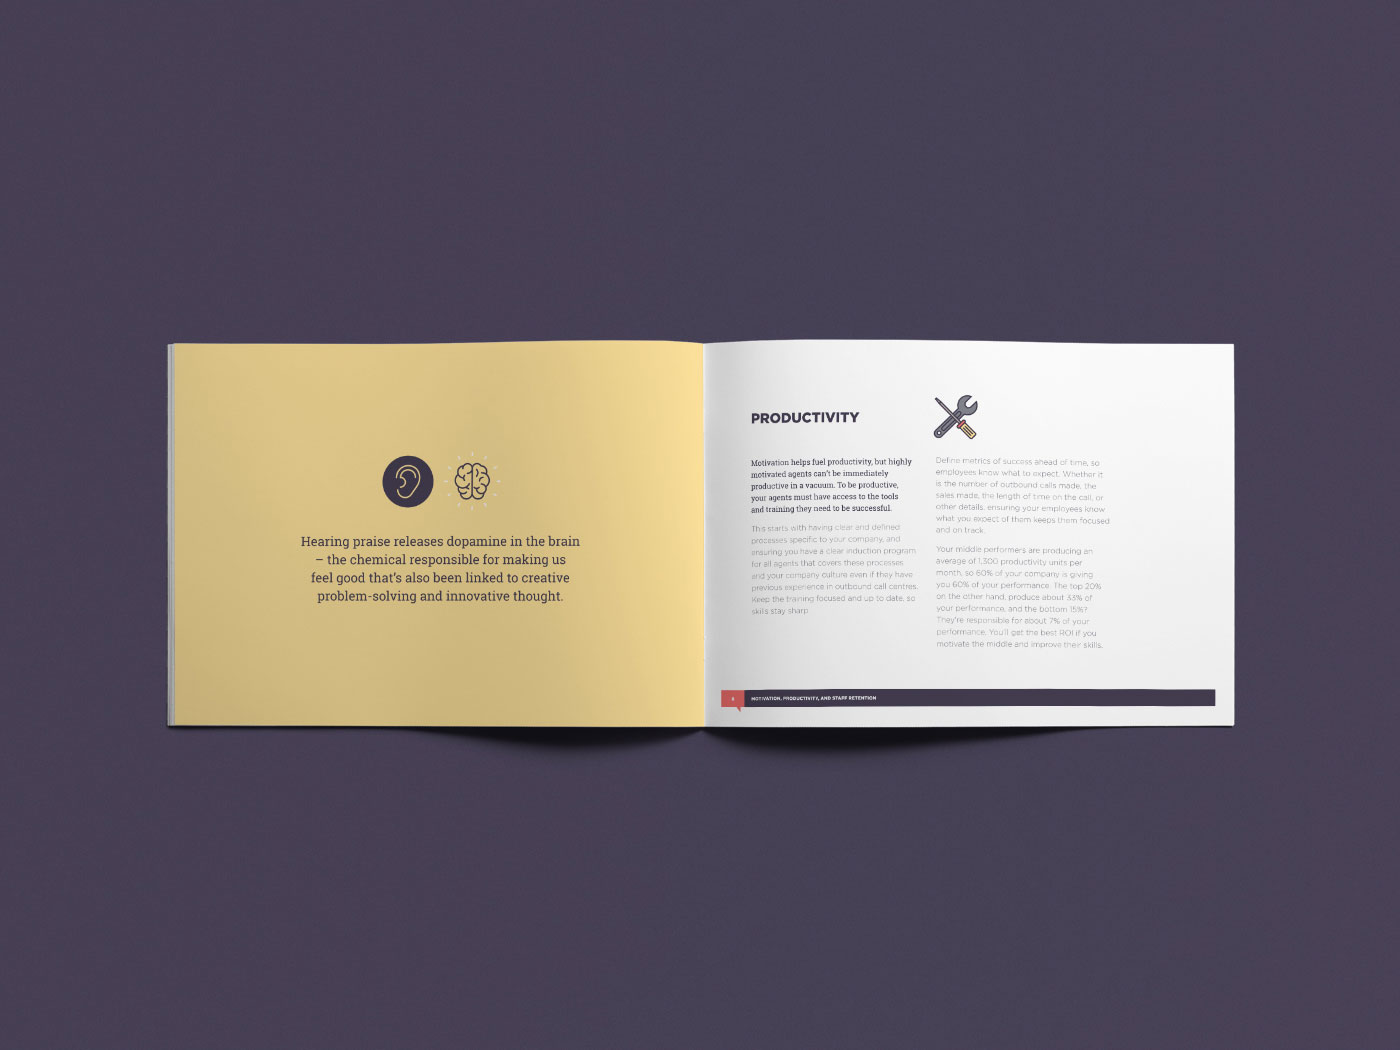 Hearing praise releases dopamine in the brain
– the chemical responsible for making us
feel good that's also been linked to creative
problem-solving and innovative thought.
PRODUCTIVITY
Motivation helps fuel productivity, but highly
motivated agents can't be immediately
productive in a vacuum. To be productive,
your agents must have access to the tools
and training they need to be successful.
This starts with having clear and defined
processes specific to your company, and
ensuring you have a clear induction program
for all agents that covers these processes
and your company culture even if they have
previous experience in outbound call centres.
Keep the training focused and up to date, so
skills stay sharp
Define metrics of success ahead of time, so
employees know what to expect. Whether it
is the number of outbound calls made, the
sales made, the length of time on the call, or
other details, ensuring your employees know
what you expect of them keeps them focused
and on track.
Your middle performers are producing an
average of 1,300 productivity units per
month, so 60% of your company is giving
you 60% of your performance. The top 20%
on the other hand, produce about 33% of
your performance, and the bottom 15%?
They're responsible for about 7% of your
performance. You'll get the best ROI if you
motivate the middle and improve their skills.
MOTIVATION, PRODUCTIVITY, AND STAFF RETENTION